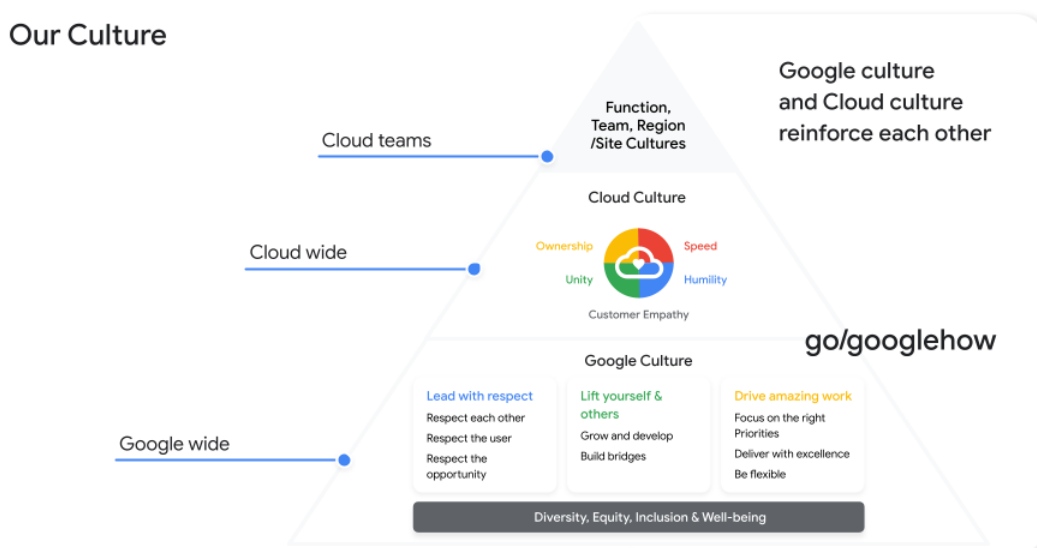 Our Culture
Google culture
and Cloud culture
reinforce each other
Cloud teams
Function,
Team, Region
/Site Cultures
Cloud wide
Cloud Culture
Ownership
Speed
Unity
Humility
Customer Empathy
go/googlehow
Google wide
Google Culture
Lead with respect
Respect each other
Respect the user
Respect the
opportunity
Lift yourself &
others
Grow and develop
Build bridges
Drive amazing work
Focus on the right
Priorities
Deliver with excellence
Be flexible
Diversity, Equity, Inclusion & Well-being